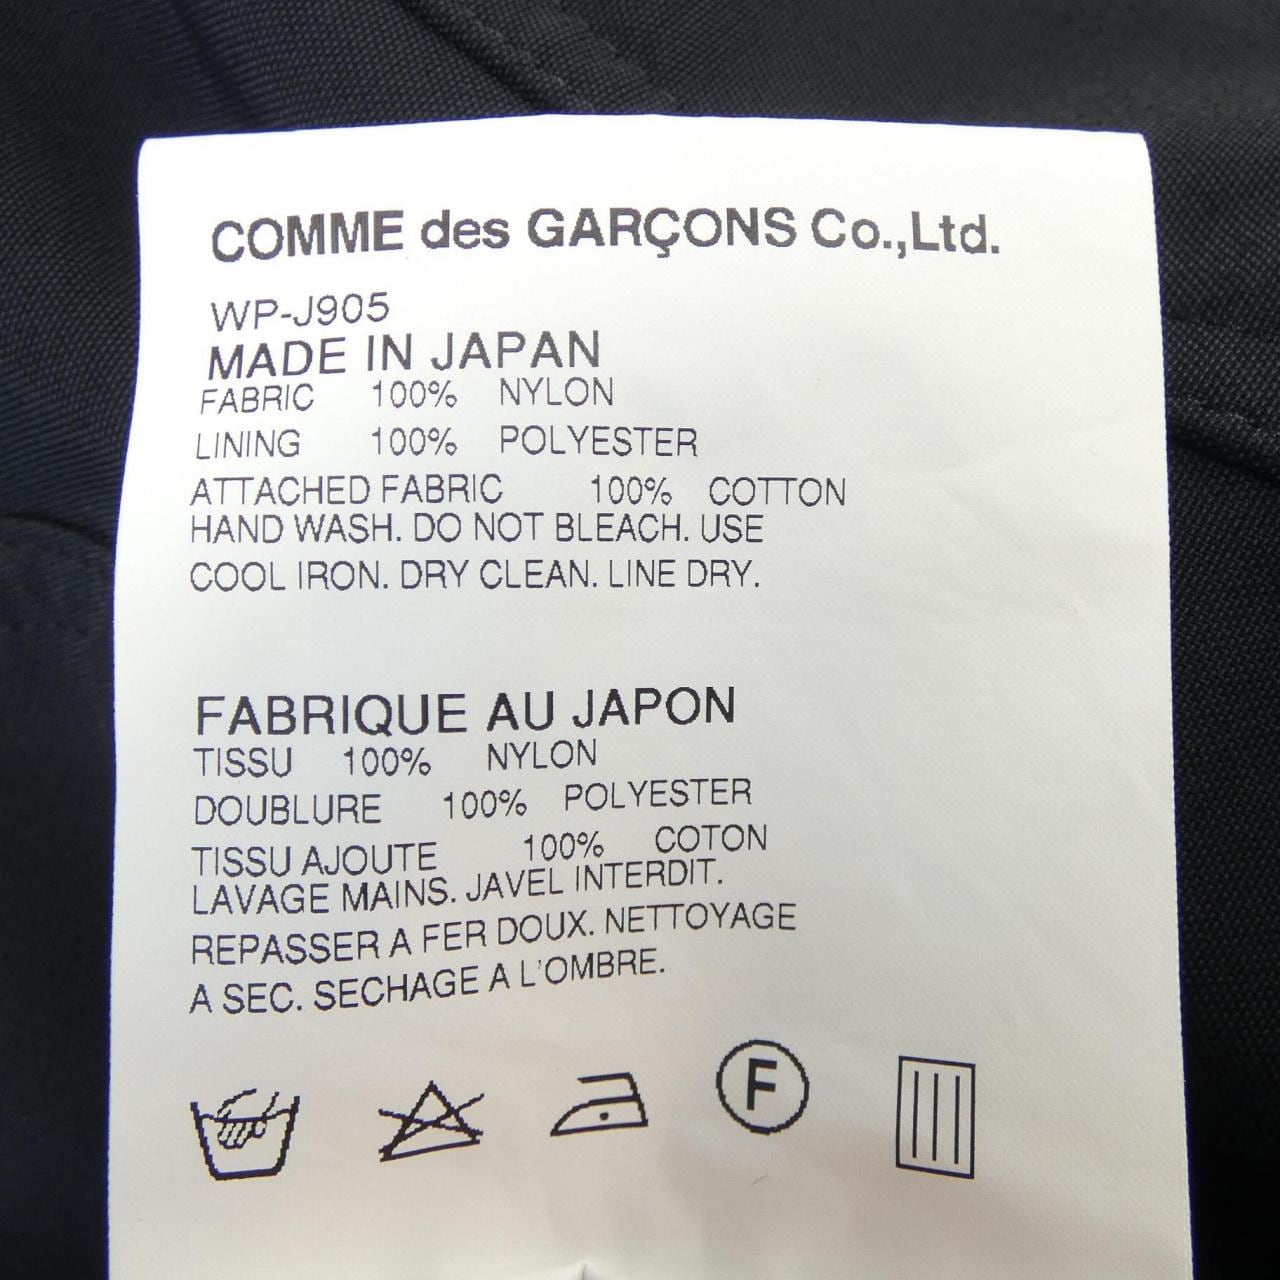 COMME des GARÇONS Co.,Ltd.
WP-J905
MADE IN JAPAN
FABRIC 100% NYLON
LINING 100% POLYESTER
ATTACHED FABRIC 100% COTTON
HAND WASH. DO NOT BLEACH. USE
COOL IRON. DRY CLEAN. LINE DRY.
FABRIQUE AU JAPON
TISSU 100% NYLON
DOUBLURE 100% POLYESTER
TISSU AJOUTE 100% COTON
LAVAGE MAINS. JAVEL INTERDIT.
REPASSER A FER DOUX. NETTOYAGE
A SEC. SECHAGE A L'OMBRE.
F